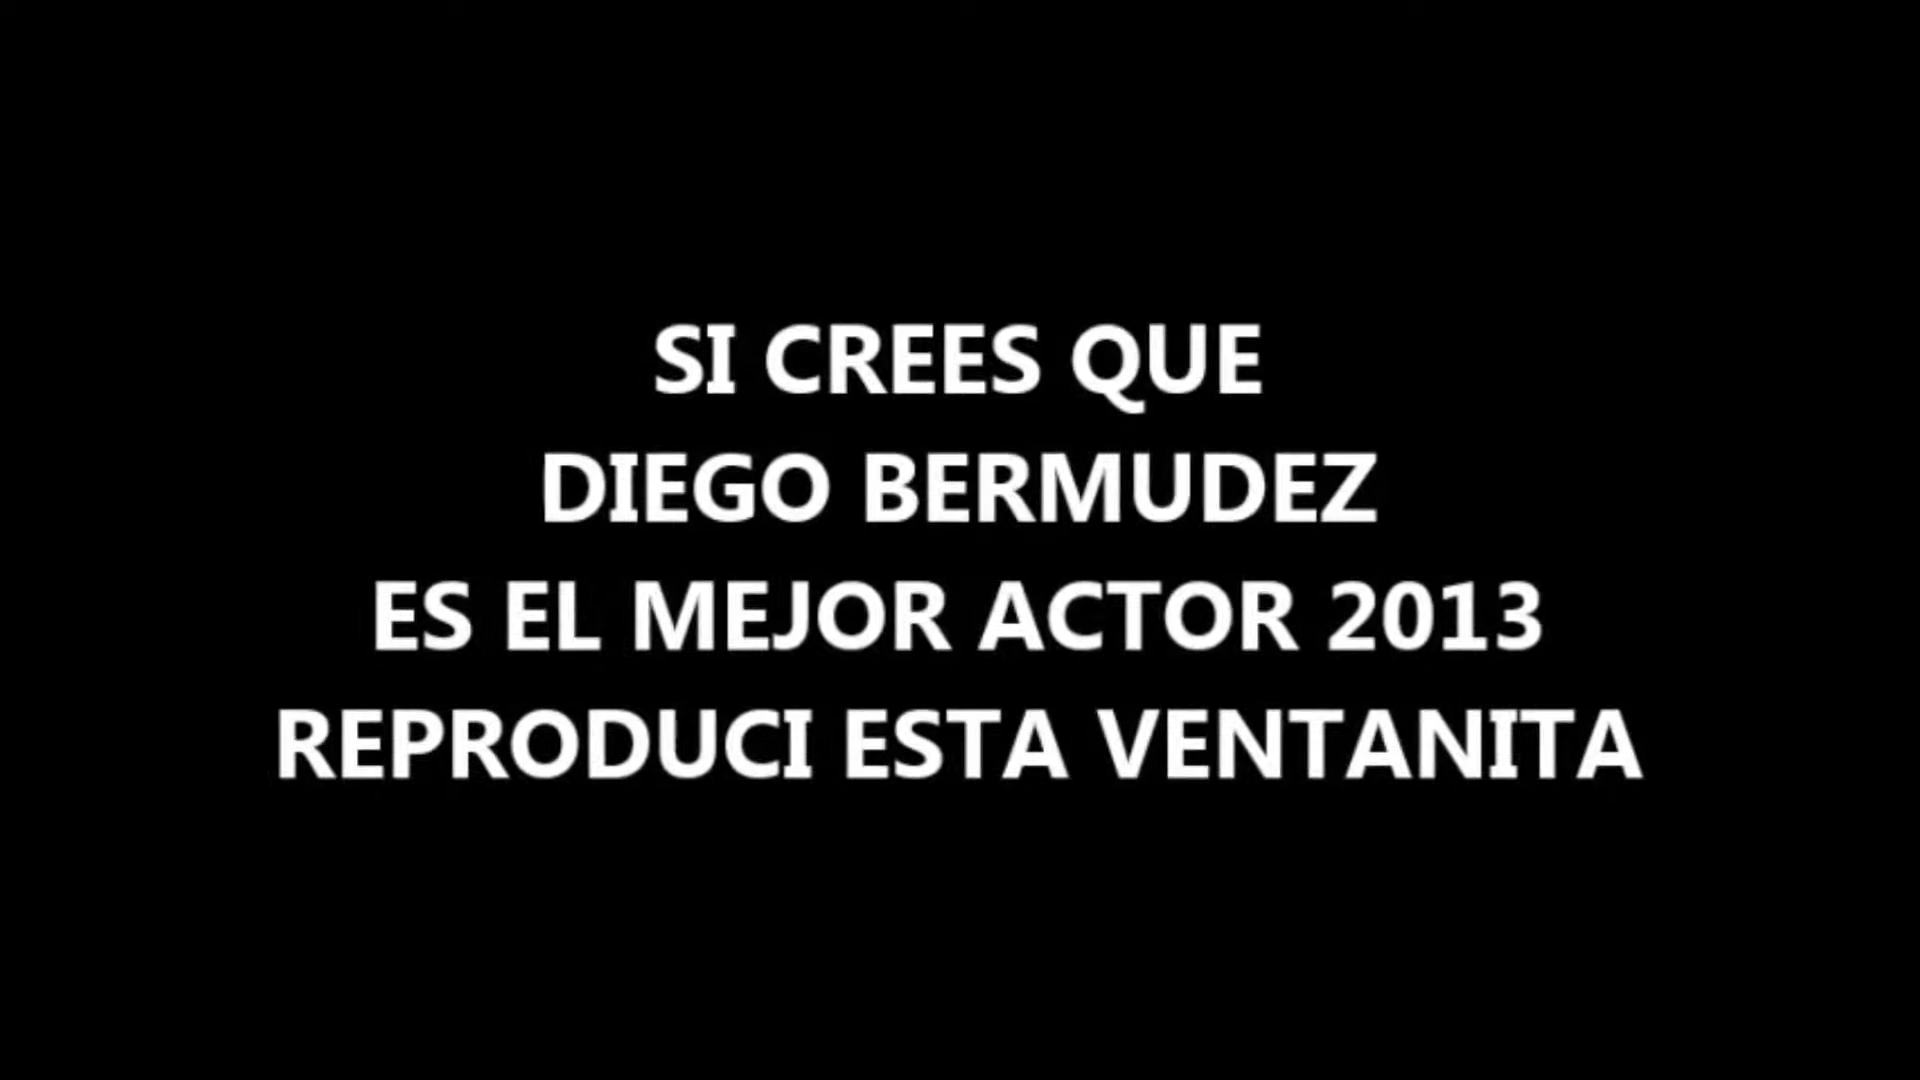 SI CREES QUE
DIEGO BERMUDEZ
ES EL MEJOR ACTOR 2013
REPRODUCI ESTA VENTANITA